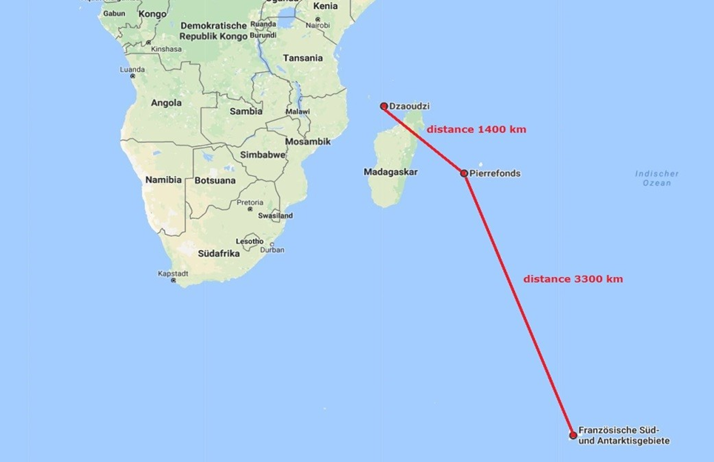 Gabun
Kongo
Uganda
Kenia
Demokratische
Republik Kongo
Ruanda
Burundi
Nairobi
Kinshasa
Tansania
Luanda
Dzaoudzi
Angola
Sambia
Malawi
distance 1400 km
Mosambik
Simbabwe
Madagaskar
Pierrefonds
Namibia
Botsuana
Indischer
Ozean
Pretoria
Swasiland
Lesotho
Durban
Südafrika
Kapstadt
distance 3300 km
Französische Süd-
und Antarktisgebiete